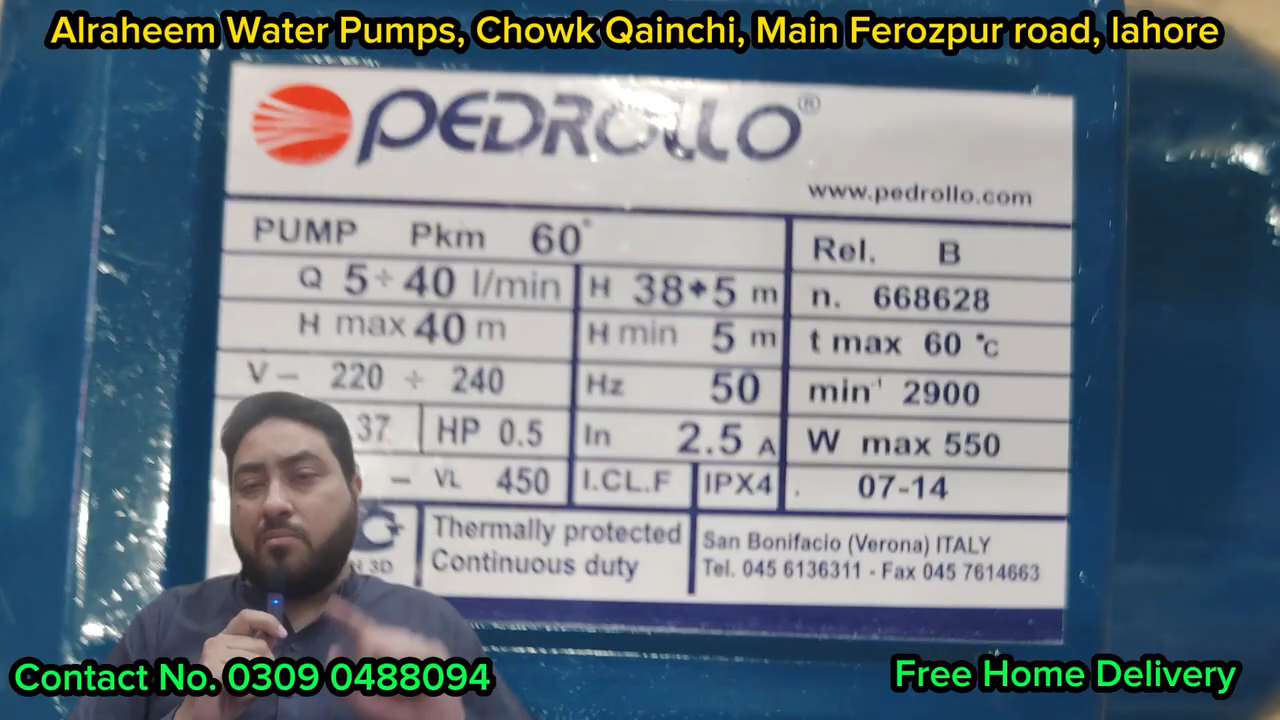 Alraheem Water Pumps, Chowk Qainchi, Main Ferozpur road, lahore
PEDROLLO®
www.pedrollo.com
PUMP Pkm 60°
Rel. B
Q 5÷40 l/min
H 38÷5 m
n. 668628
H max 40 m
H min 5 m
t max 60 °c
V – 220 ÷ 240
Hz 50
min⁻¹ 2900
.37
HP 0.5
In 2.5 A
W max 550
– VL 450
I.CL.F
IPX4
. 07-14
3D
Thermally protected
Continuous duty
San Bonifacio (Verona) ITALY
Tel. 045 6136311 - Fax 045 7614663
Contact No. 0309 0488094
Free Home Delivery